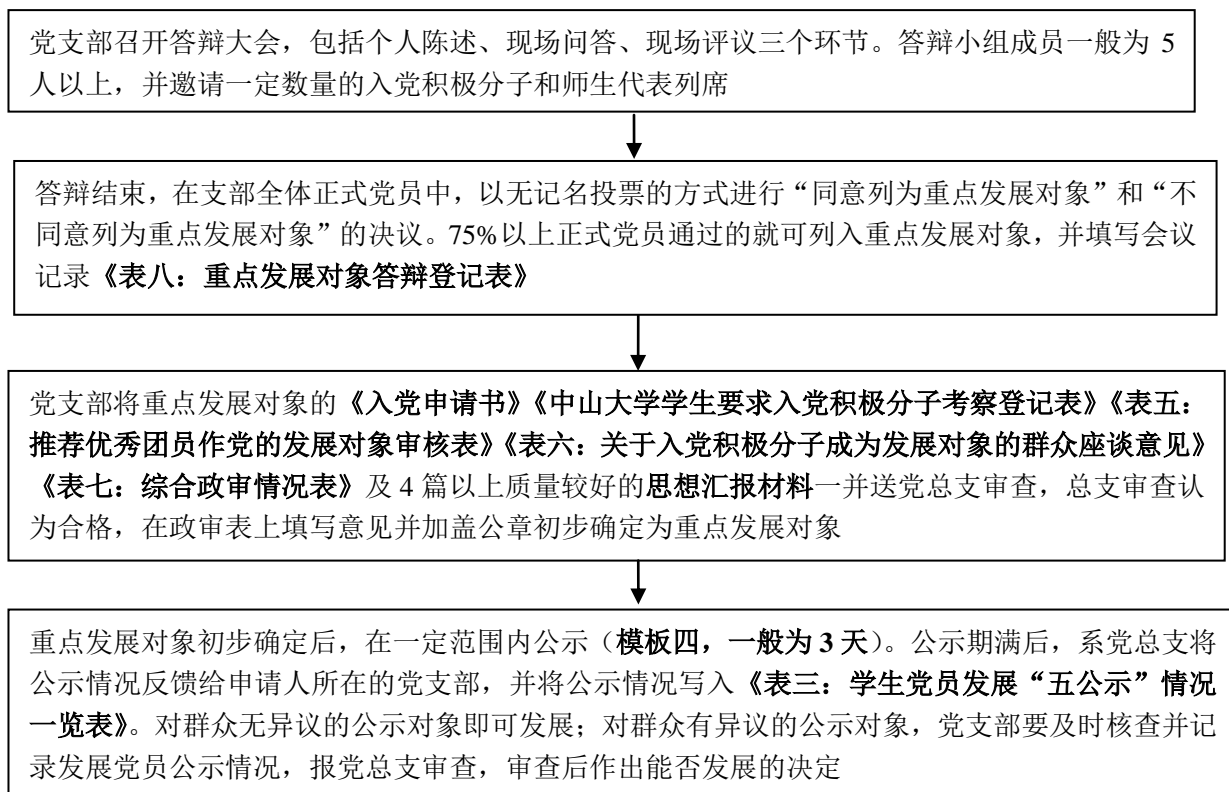 党支部召开答辩大会，包括个人陈述、现场问答、现场评议三个环节。答辩小组成员一般为 5
人以上，并邀请一定数量的入党积极分子和师生代表列席
答辩结束，在支部全体正式党员中，以无记名投票的方式进行“同意列为重点发展对象”和“不
同意列为重点发展对象”的决议。75%以上正式党员通过的就可列入重点发展对象，并填写会议
记录《表八：重点发展对象答辩登记表》
党支部将重点发展对象的《入党申请书》《中山大学学生要求入党积极分子考察登记表》《表五：
推荐优秀团员作党的发展对象审核表》《表六：关于入党积极分子成为发展对象的群众座谈意见》
《表七：综合政审情况表》及 4 篇以上质量较好的思想汇报材料一并送党总支审查，总支审查认
为合格，在政审表上填写意见并加盖公章初步确定为重点发展对象
重点发展对象初步确定后，在一定范围内公示（模板四，一般为 3 天）。公示期满后，系党总支将
公示情况反馈给申请人所在的党支部，并将公示情况写入《表三：学生党员发展“五公示”情况
一览表》。对群众无异议的公示对象即可发展；对群众有异议的公示对象，党支部要及时核查并记
录发展党员公示情况，报党总支审查，审查后作出能否发展的决定